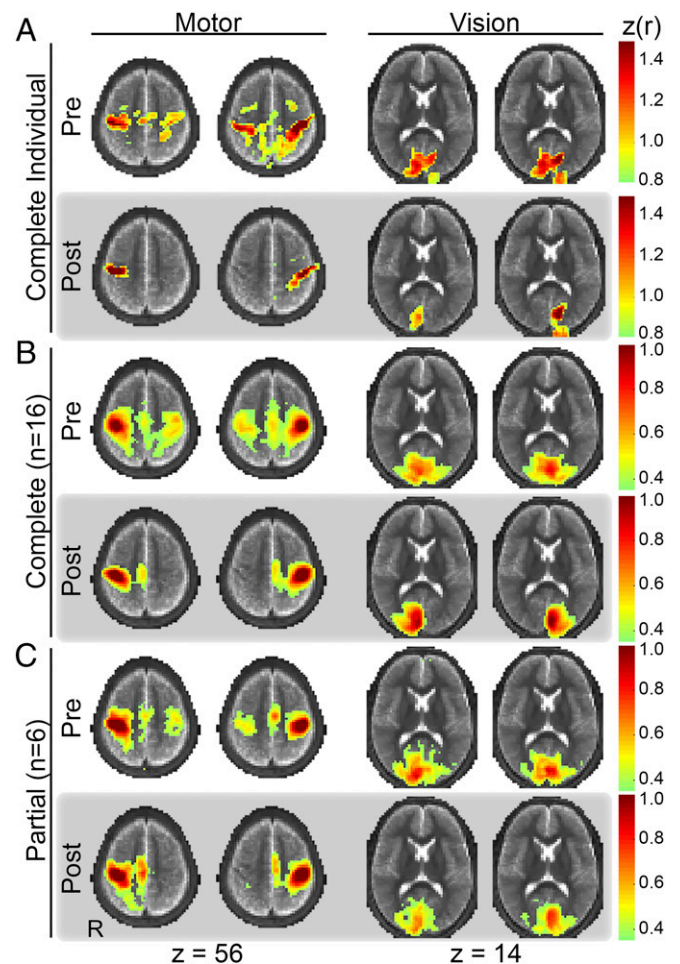 Motor Vision z(r)
A
Complete Individual
Pre
1.4
1.2
1.0
0.8
Post
1.4
1.2
1.0
0.8
B
Complete (n=16)
Pre
1.0
0.8
0.6
0.4
Post
1.0
0.8
0.6
0.4
C
Partial (n=6)
Pre
1.0
0.8
0.6
0.4
Post
1.0
0.8
0.6
0.4
R
z = 56 z = 14